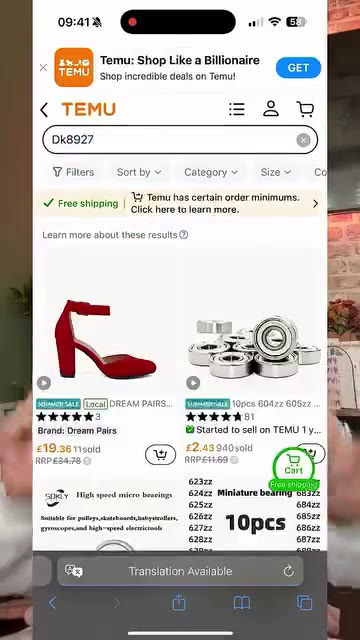 09:41
58
TEMU
Temu: Shop Like a Billionaire
Shop incredible deals on Temu!
GET
TEMU
Dk8927
Filters
Sort by
Category
Size
Co
Free shipping
Temu has certain order minimums.
Click here to learn more.
Learn more about these results
SUMMER SALE Local DREAM PAIRS...
3
Brand: Dream Pairs
£19.36 11sold
RRP £34.78
SUMMER SALE 10pcs 604zz 605zz ...
81
Started to sell on TEMU 1 y...
£2.43 940sold
RRP £11.69
Cart
Free shipping
SOKLY
High speed micro bearings
Suitable for pulleys,skateboards,babystrollers,
gyroscopes,and high-speed electrictools
623zz
624zz
625zz
626zz
627zz
628zz
Miniature bearing
10pcs
683zz
684zz
685zz
686zz
687zz
688zz
Translation Available